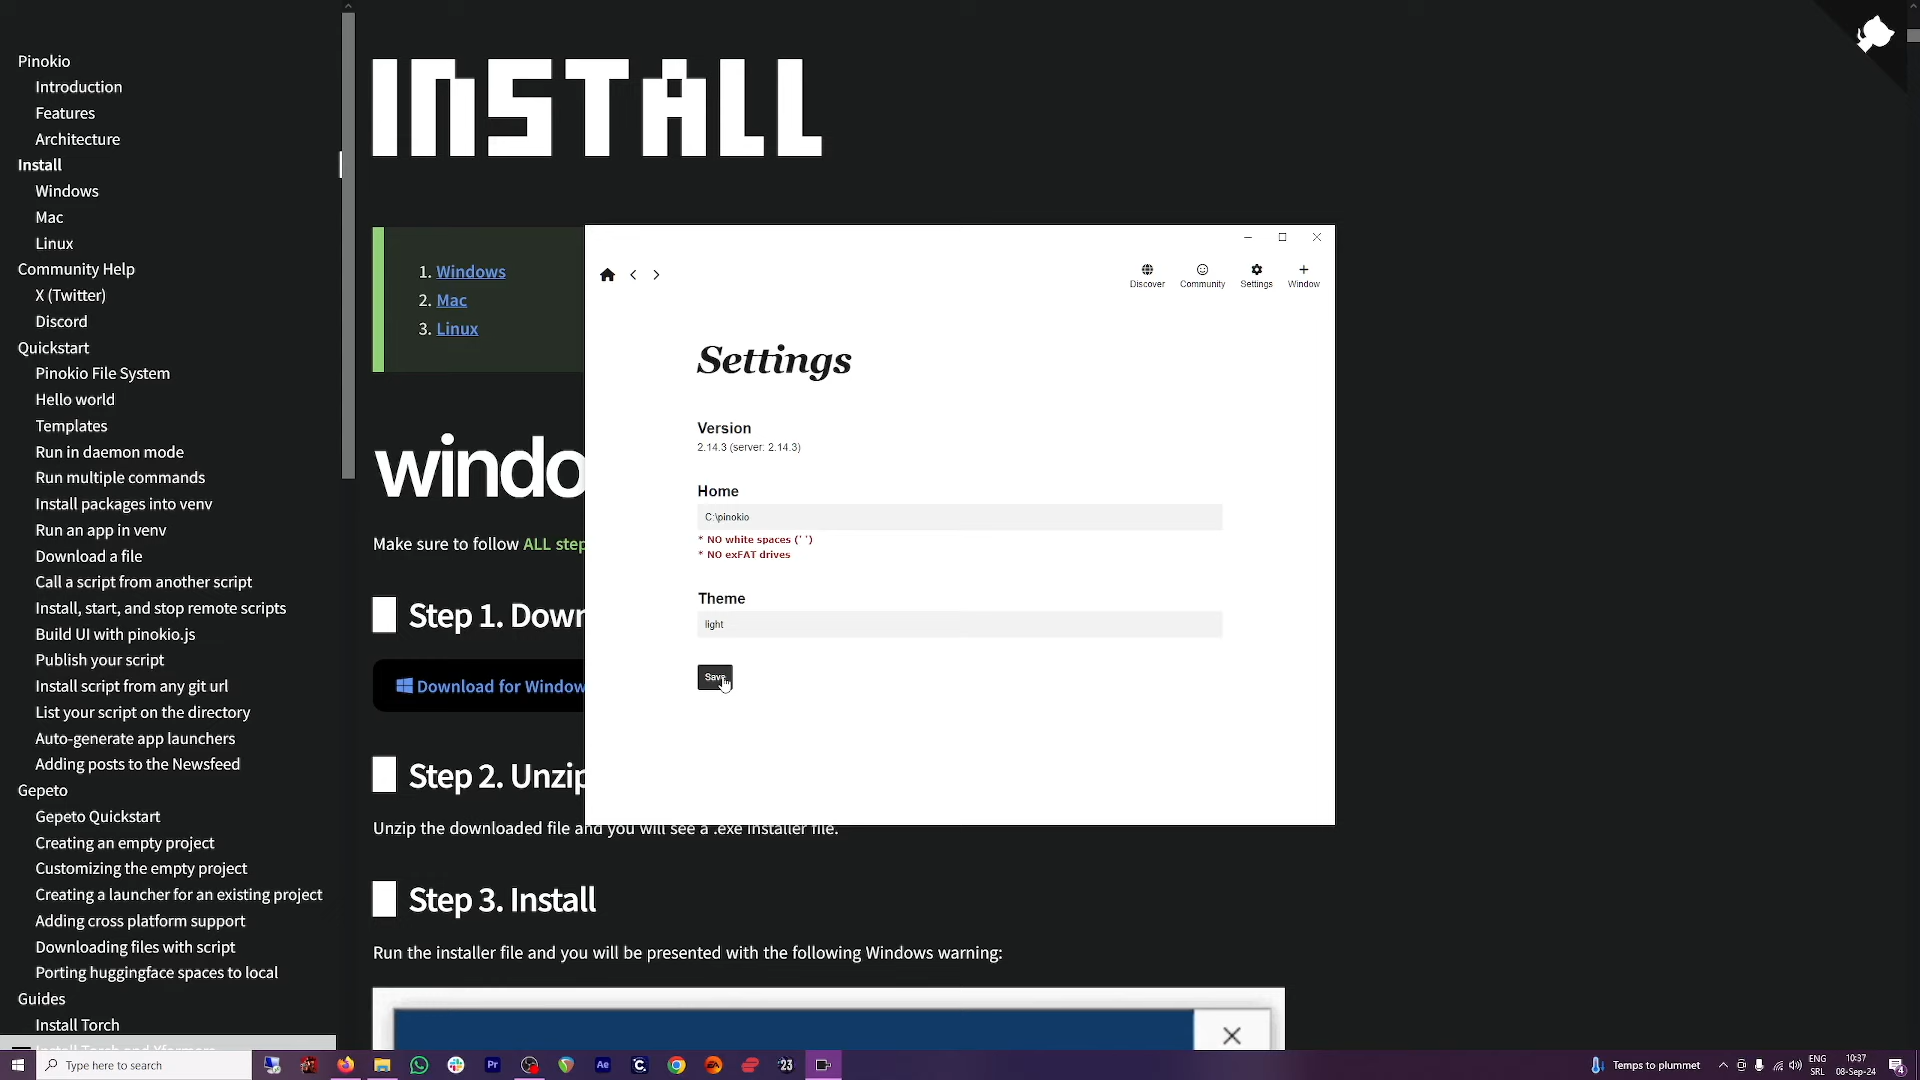 Pinokio
Introduction
Features
Architecture
Install
Windows
Mac
Linux
Community Help
X (Twitter)
Discord
Quickstart
Pinokio File System
Hello world
Templates
Run in daemon mode
Run multiple commands
Install packages into venv
Run an app in venv
Download a file
Call a script from another script
Install, start, and stop remote scripts
Build UI with pinokio.js
Publish your script
Install script from any git url
List your script on the directory
Auto-generate app launchers
Adding posts to the Newsfeed
Gepeto
Gepeto Quickstart
Creating an empty project
Customizing the empty project
Creating a launcher for an existing project
Adding cross platform support
Downloading files with script
Porting huggingface spaces to local
Guides
Install Torch
INSTALL
1. Windows
2. Mac
3. Linux
windo
Make sure to follow ALL step
Step 1. Down
Download for Window
Step 2. Unzip
Unzip the downloaded file and you will see a .exe installer file.
Step 3. Install
Run the installer file and you will be presented with the following Windows warning:
Discover
Community
Settings
Window
Settings
Version
2.14.3 (server: 2.14.3)
Home
C:\pinokio
* NO white spaces (' ')
* NO exFAT drives
Theme
light
Save
Type here to search
Pr
Ae
23
Temps to plummet
ENG
SRL
10:37
08-Sep-24
4